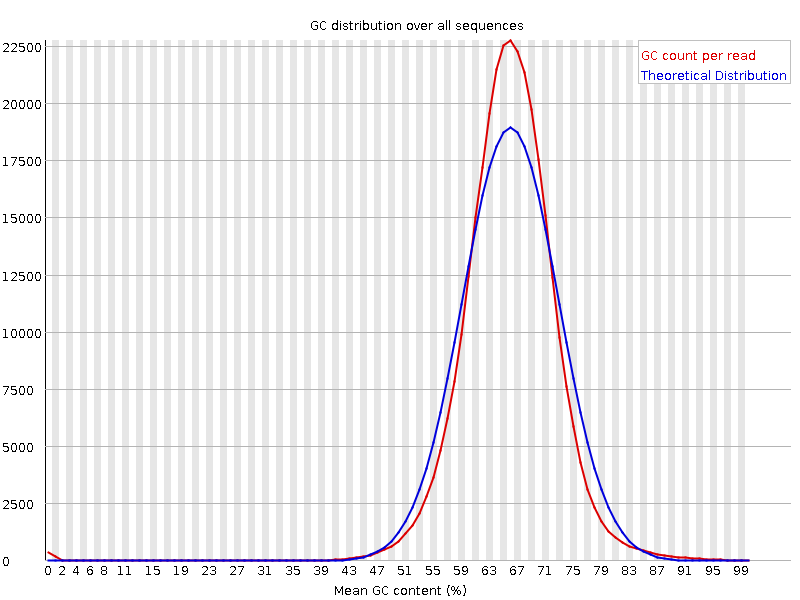 GC distribution over all sequences
GC count per read
Theoretical Distribution
22500
20000
17500
15000
12500
10000
7500
5000
2500
0
0 2 4 6 8 11 15 19 23 27 31 35 39 43 47 51 55 59 63 67 71 75 79 83 87 91 95 99
Mean GC content (%)